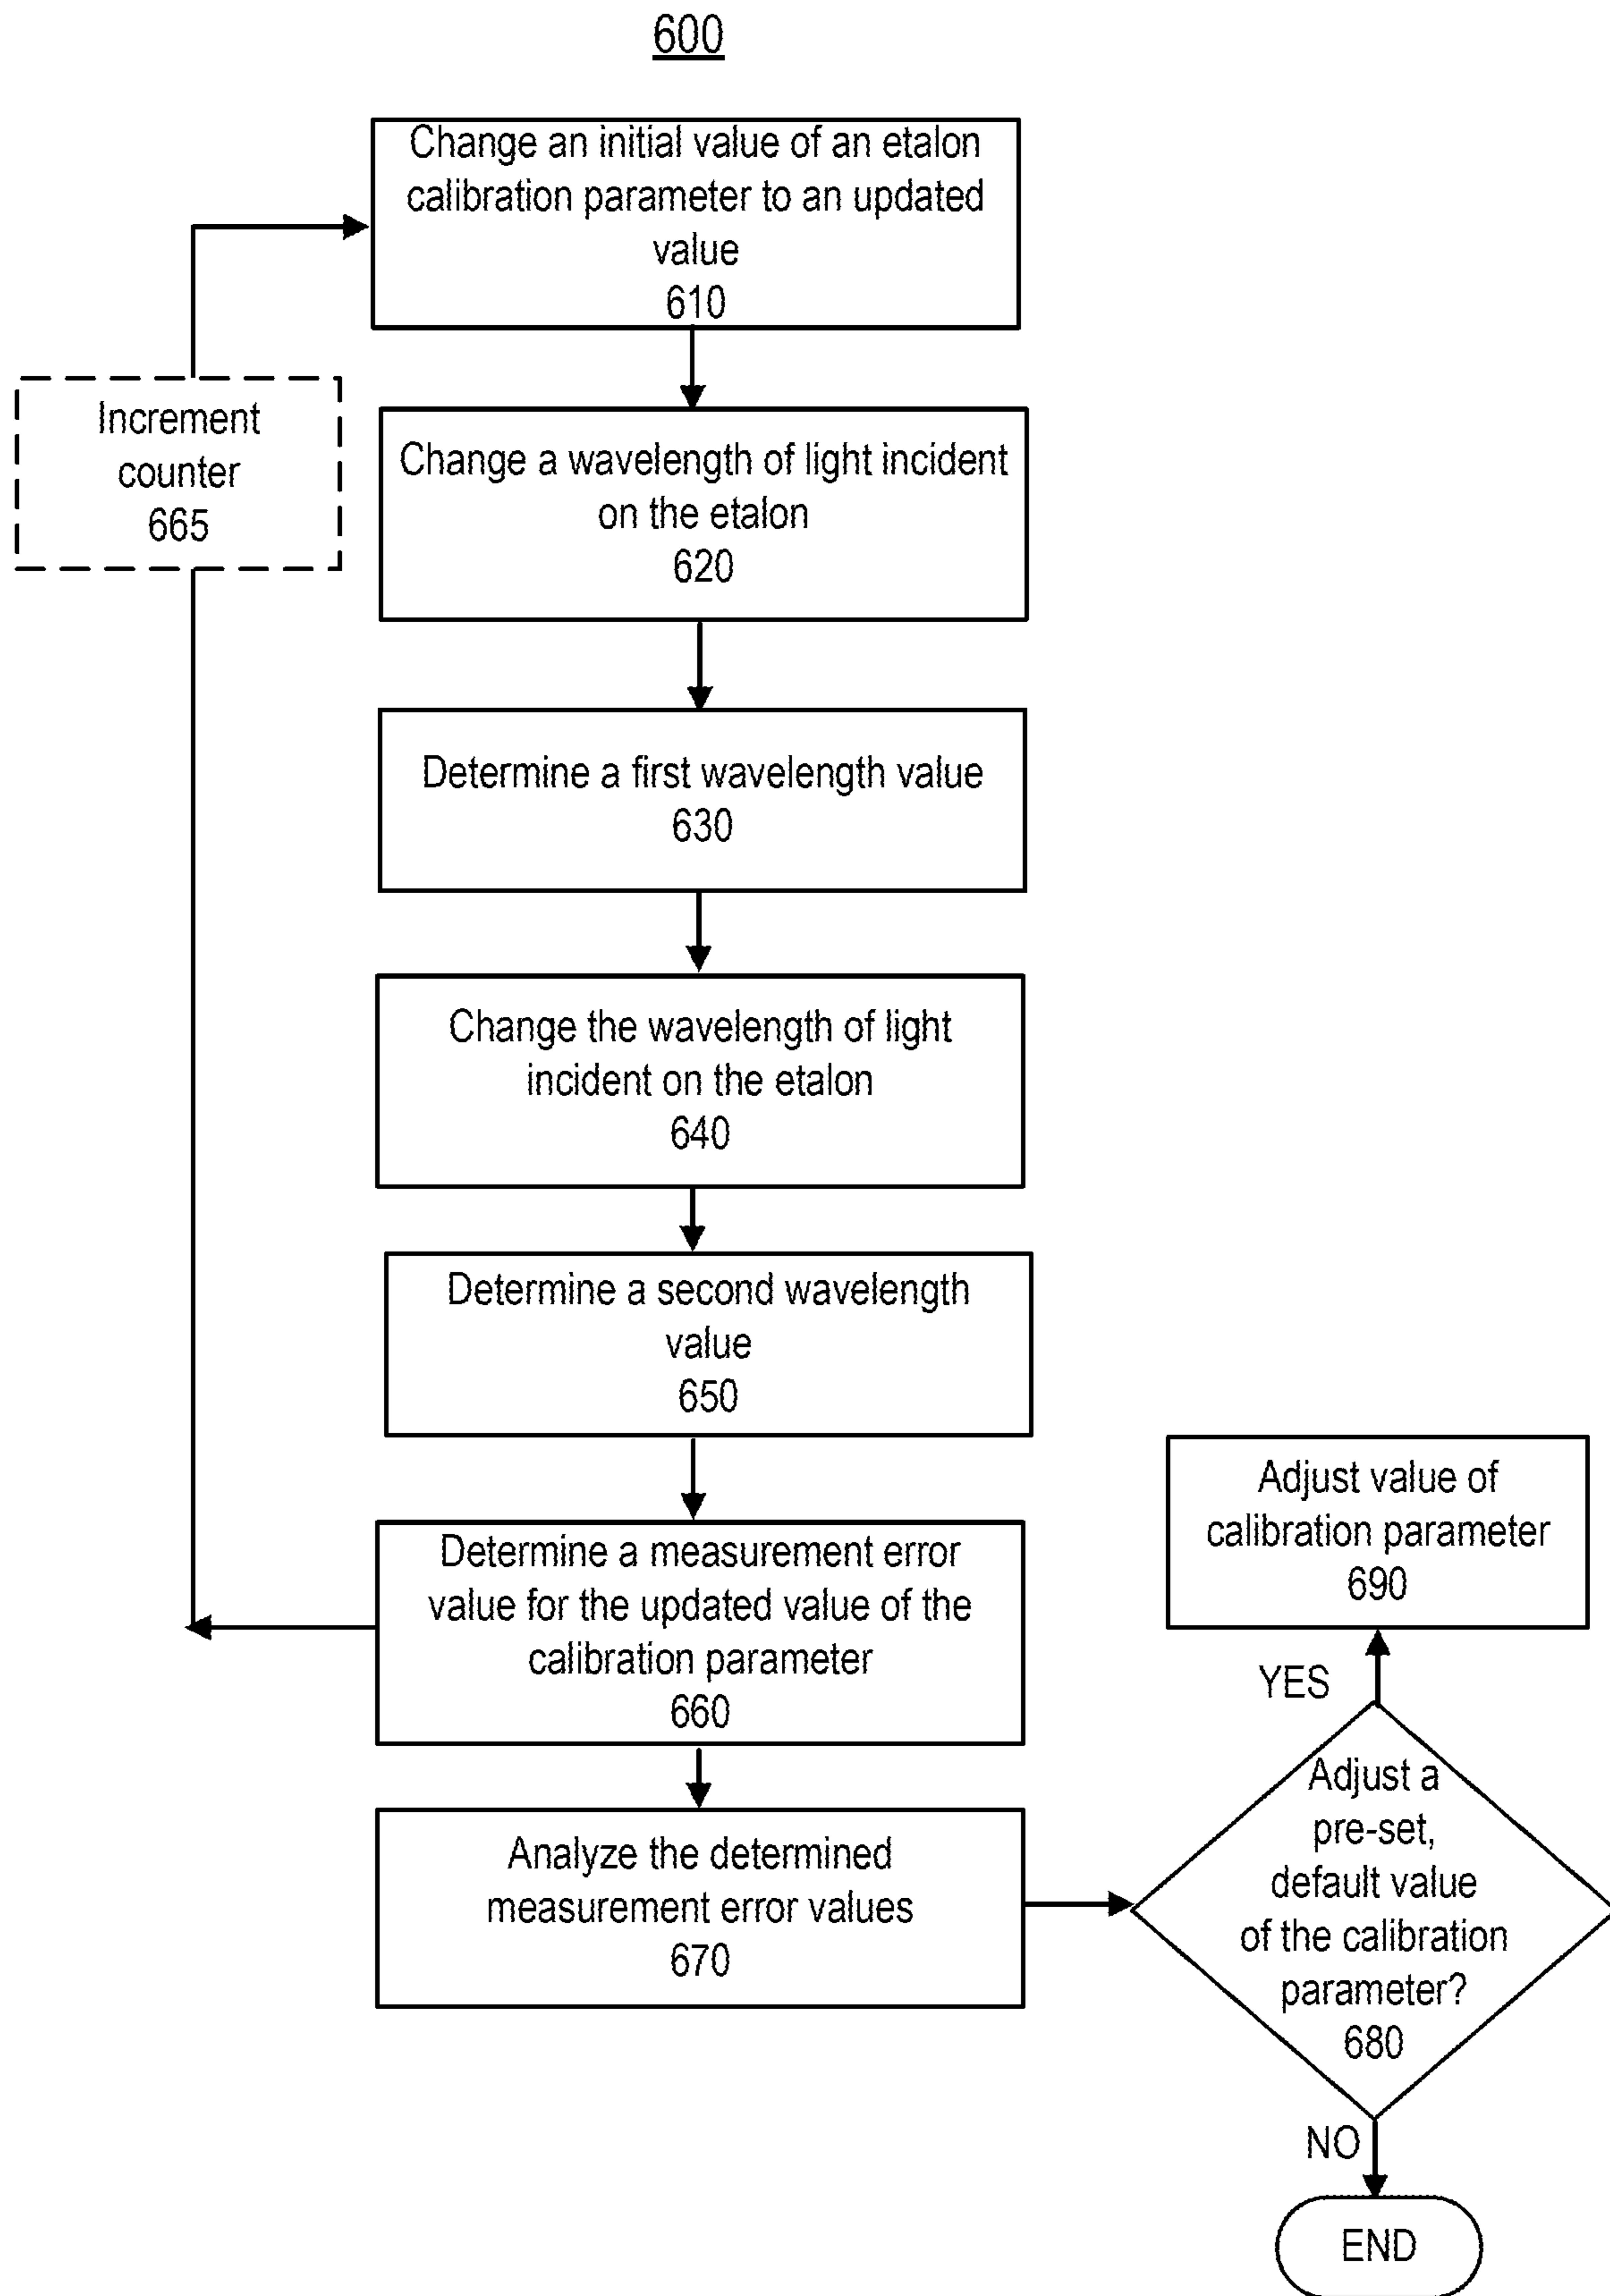 600
Change an initial value of an etalon
calibration parameter to an updated
value
610
Increment
counter
665
Change a wavelength of light incident
on the etalon
620
Determine a first wavelength value
630
Change the wavelength of light
incident on the etalon
640
Determine a second wavelength
value
650
Determine a measurement error
value for the updated value of the
calibration parameter
660
Adjust value of
calibration parameter
690
YES
Analyze the determined
measurement error values
670
Adjust a
pre-set,
default value
of the calibration
parameter?
680
NO
END